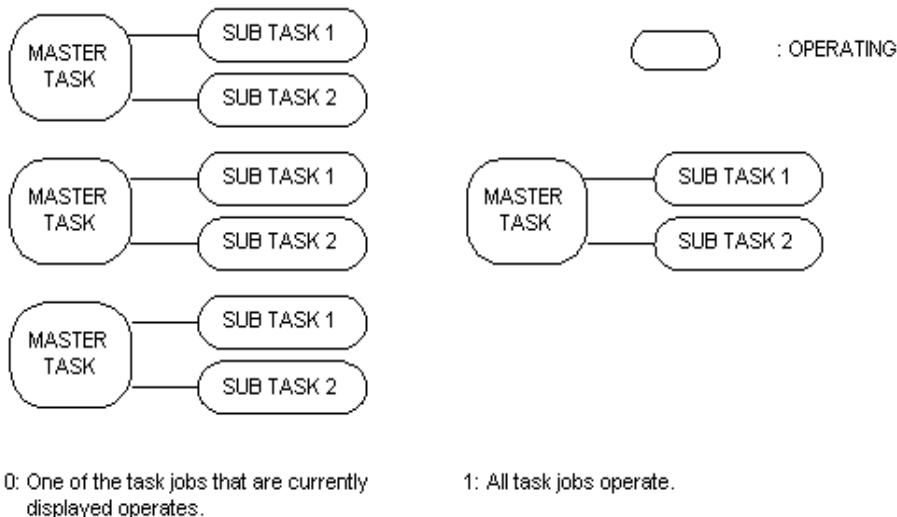 MASTER
TASK
SUB TASK 1
SUB TASK 2
MASTER
TASK
SUB TASK 1
SUB TASK 2
MASTER
TASK
SUB TASK 1
SUB TASK 2
: OPERATING
MASTER
TASK
SUB TASK 1
SUB TASK 2
0: One of the task jobs that are currently
displayed operates.
1: All task jobs operate.